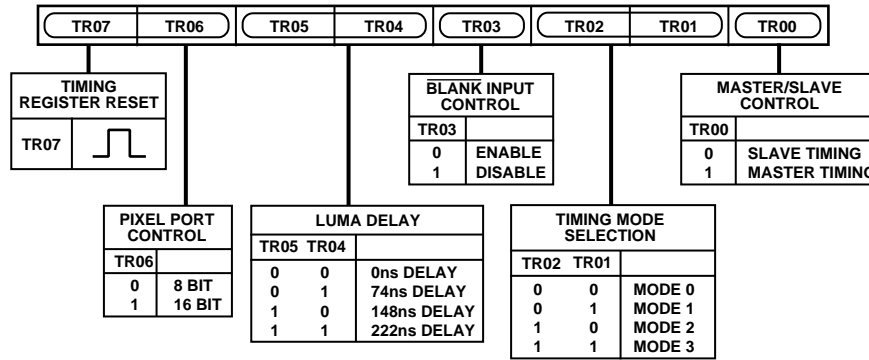 TR07 TR06 TR05 TR04 TR03 TR02 TR01 TR00
TIMING
REGISTER RESET
TR07
BLANK INPUT
CONTROL
TR03
0 ENABLE
1 DISABLE
MASTER/SLAVE
CONTROL
TR00
0 SLAVE TIMING
1 MASTER TIMING
PIXEL PORT
CONTROL
TR06
0 8 BIT
1 16 BIT
LUMA DELAY
TR05 TR04
0 0 0ns DELAY
0 1 74ns DELAY
1 0 148ns DELAY
1 1 222ns DELAY
TIMING MODE
SELECTION
TR02 TR01
0 0 MODE 0
0 1 MODE 1
1 0 MODE 2
1 1 MODE 3